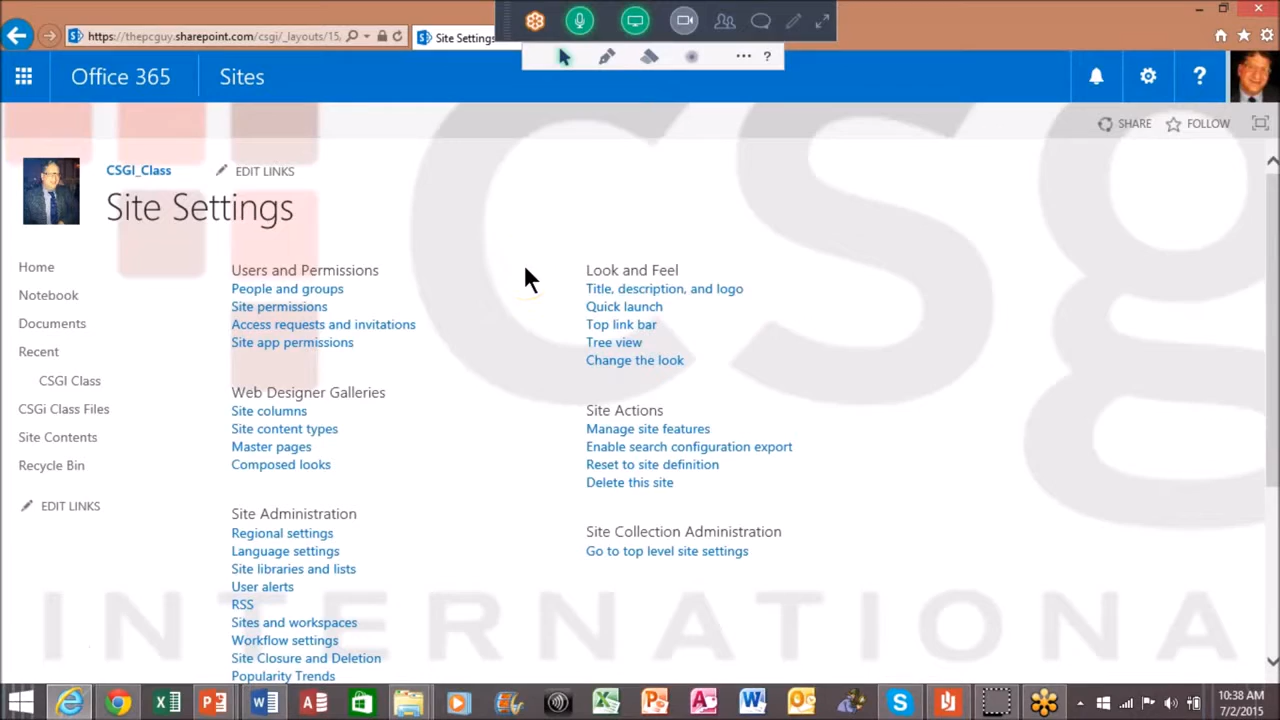 https://thepcguy.sharepoint.com/csgi/_layouts/15,
Site Settings
?
Office 365
Sites
?
SHARE
FOLLOW
CSGI_Class
EDIT LINKS
Site Settings
Home
Notebook
Documents
Recent
CSGI Class
CSGi Class Files
Site Contents
Recycle Bin
EDIT LINKS
Users and Permissions
People and groups
Site permissions
Access requests and invitations
Site app permissions
Web Designer Galleries
Site columns
Site content types
Master pages
Composed looks
Site Administration
Regional settings
Language settings
Site libraries and lists
User alerts
RSS
Sites and workspaces
Workflow settings
Site Closure and Deletion
Popularity Trends
Look and Feel
Title, description, and logo
Quick launch
Top link bar
Tree view
Change the look
Site Actions
Manage site features
Enable search configuration export
Reset to site definition
Delete this site
Site Collection Administration
Go to top level site settings
csg
INTERNATIONA
10:38 AM
7/2/2015